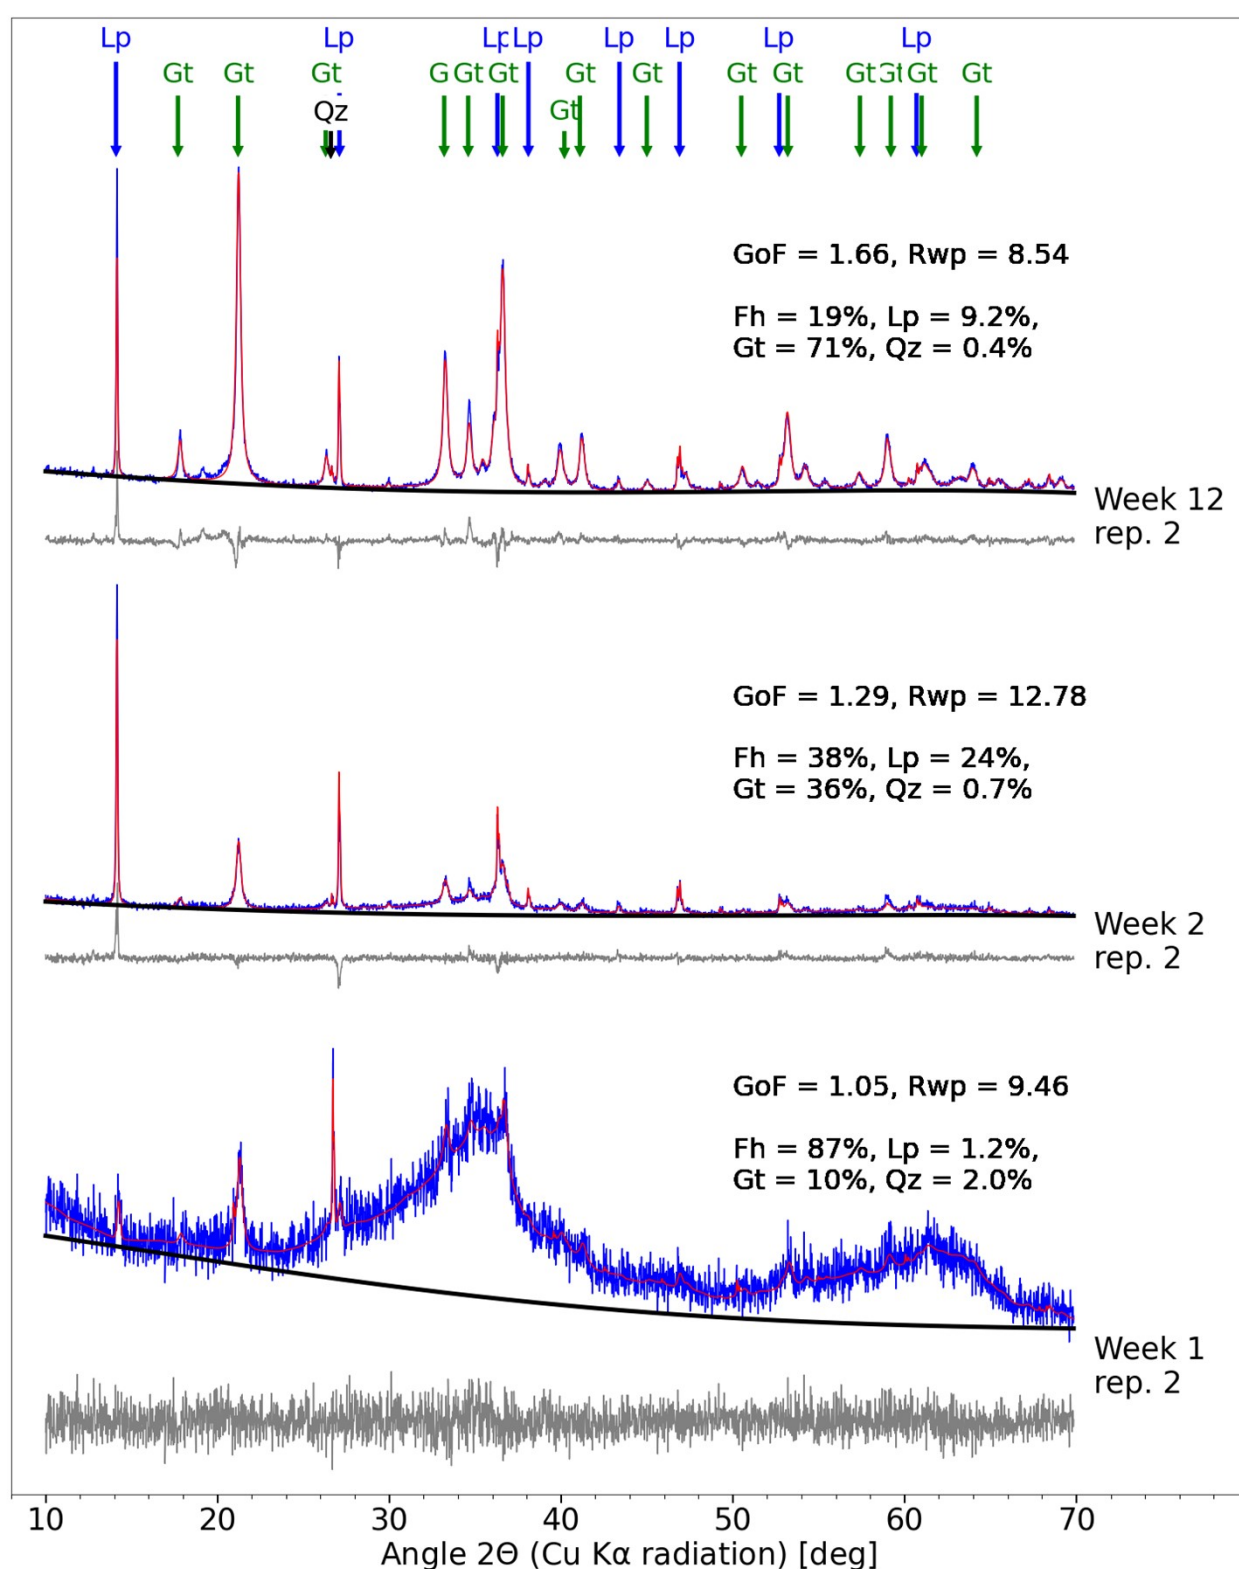 Lp Lp Lp Lp Lp Lp Lp Lp
Gt Gt Gt G Gt Gt Gt Gt Gt Gt Gt Gt Gt
Qz Gt
GoF = 1.66, Rwp = 8.54
Fh = 19%, Lp = 9.2%,
Gt = 71%, Qz = 0.4%
Week 12
rep. 2
GoF = 1.29, Rwp = 12.78
Fh = 38%, Lp = 24%,
Gt = 36%, Qz = 0.7%
Week 2
rep. 2
GoF = 1.05, Rwp = 9.46
Fh = 87%, Lp = 1.2%,
Gt = 10%, Qz = 2.0%
Week 1
rep. 2
10 20 30 40 50 60 70
Angle 2Θ (Cu Kα radiation) [deg]